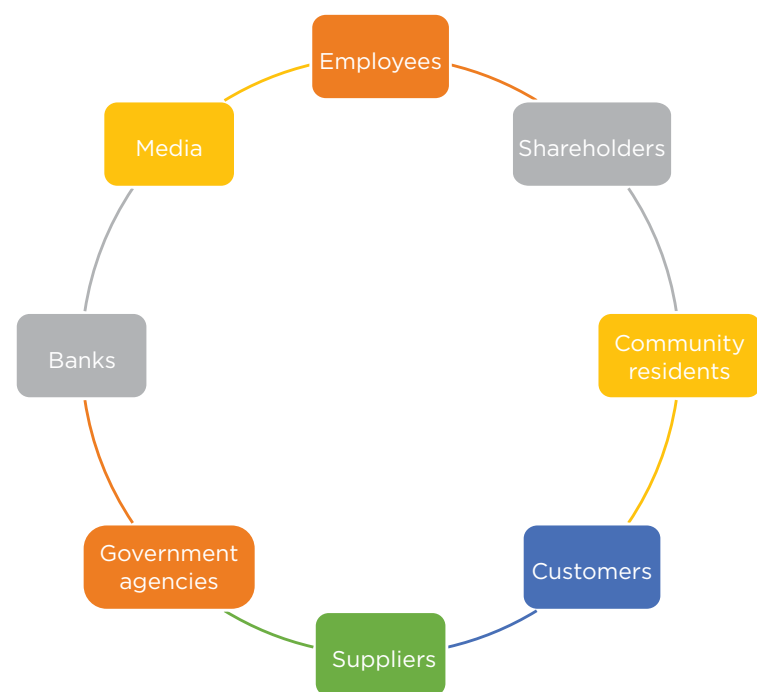 Employees
Shareholders
Community
residents
Customers
Suppliers
Government
agencies
Banks
Media